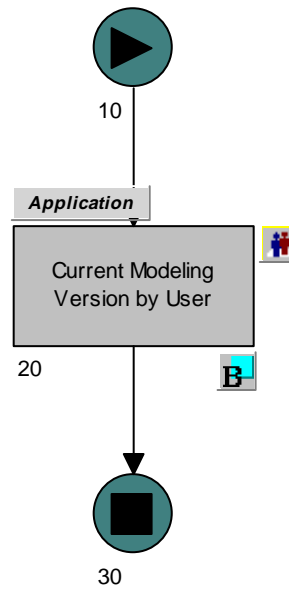 10
Application
Current Modeling
Version by User
20
B
30